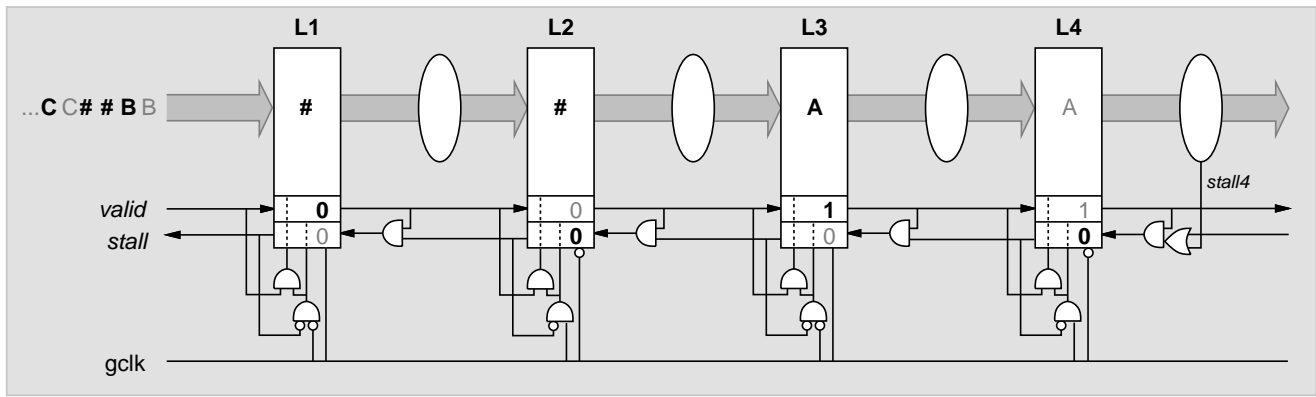 L1 L2 L3 L4
...C C # # B B # # A A
stall4
valid 0 0 1 1
stall 0 0 0 0
gclk